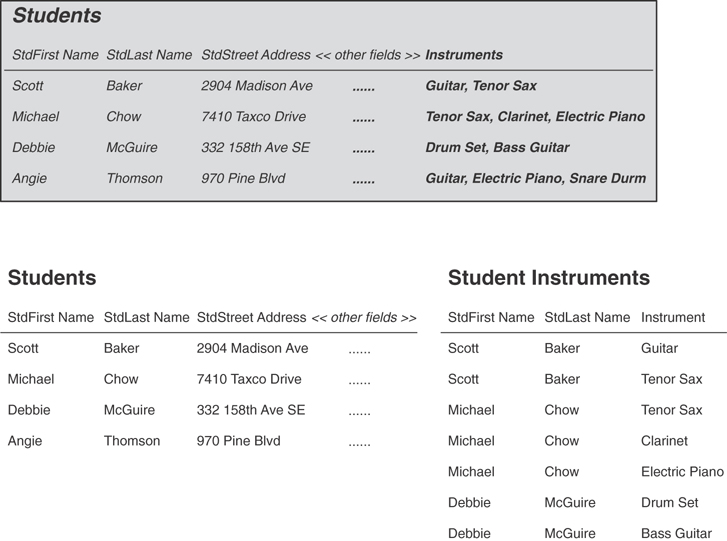 Students
StdFirst Name StdLast Name StdStreet Address << other fields >> Instruments
Scott Baker 2904 Madison Ave ...... Guitar, Tenor Sax
Michael Chow 7410 Taxco Drive ...... Tenor Sax, Clarinet, Electric Piano
Debbie McGuire 332 158th Ave SE ...... Drum Set, Bass Guitar
Angie Thomson 970 Pine Blvd ...... Guitar, Electric Piano, Snare Durm
Students
StdFirst Name StdLast Name StdStreet Address << other fields >>
Scott Baker 2904 Madison Ave ......
Michael Chow 7410 Taxco Drive ......
Debbie McGuire 332 158th Ave SE ......
Angie Thomson 970 Pine Blvd ......
Student Instruments
StdFirst Name StdLast Name Instrument
Scott Baker Guitar
Scott Baker Tenor Sax
Michael Chow Tenor Sax
Michael Chow Clarinet
Michael Chow Electric Piano
Debbie McGuire Drum Set
Debbie McGuire Bass Guitar